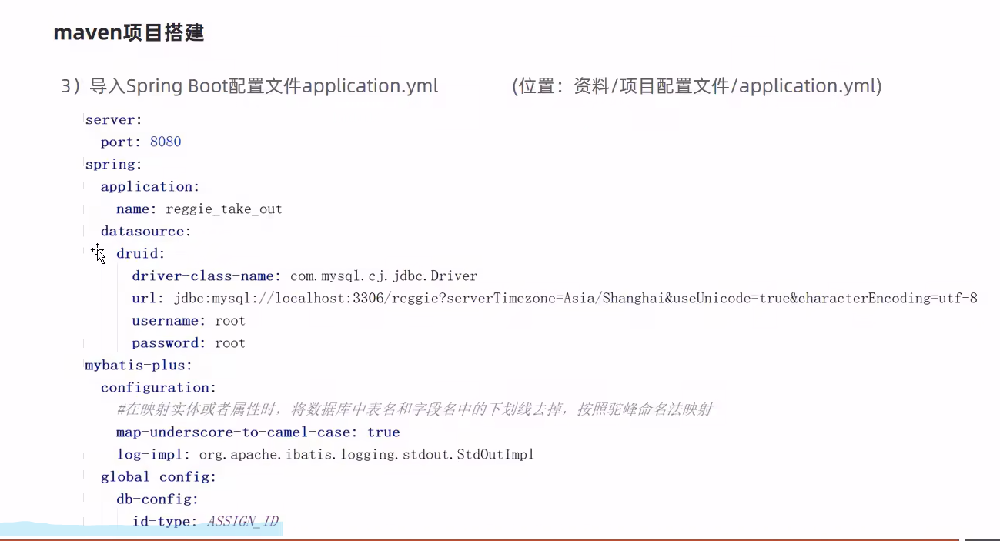 maven项目搭建
3）导入Spring Boot配置文件application.yml (位置：资料/项目配置文件/application.yml)
server:
  port: 8080
spring:
  application:
    name: reggie_take_out
  datasource:
    druid:
      driver-class-name: com.mysql.cj.jdbc.Driver
      url: jdbc:mysql://localhost:3306/reggie?serverTimezone=Asia/Shanghai&useUnicode=true&characterEncoding=utf-8
      username: root
      password: root
mybatis-plus:
  configuration:
    #在映射实体或者属性时，将数据库中表名和字段名中的下划线去掉，按照驼峰命名法映射
    map-underscore-to-camel-case: true
    log-impl: org.apache.ibatis.logging.stdout.StdOutImpl
  global-config:
    db-config:
      id-type: ASSIGN_ID